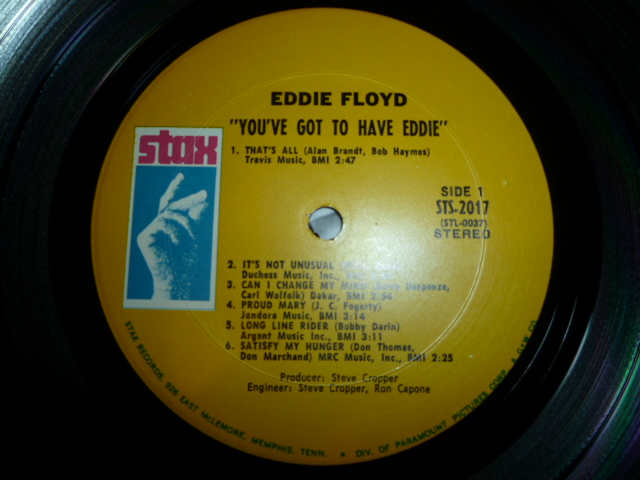 EDDIE FLOYD
"YOU'VE GOT TO HAVE EDDIE"
stax
1. THAT'S ALL (Alan Brandt, Bob Haymes)
Travis Music, BMI 2:47
SIDE 1
STS-2017
(STL-0037)
STEREO
2. IT'S NOT UNUSUAL
Duchess Music, Inc.,
3. CAN I CHANGE MY MIND
Carl Wolfolk) Dakar, BMI 2:54
4. PROUD MARY (J. C. Fogerty)
Jondora Music, BMI 3:14
5. LONG LINE RIDER (Bobby Darin)
Argent Music Inc., BMI 3:11
6. SATISFY MY HUNGER (Don Thomas,
Don Marchand) MRC Music, Inc., BMI 2:25
Producer: Steve Cropper
Engineer: Steve Cropper, Ron Capone
STAX RECORDS, 926 EAST McLEMORE, MEMPHIS, TENN. ★ DIV. OF PARAMOUNT PICTURES CORP.